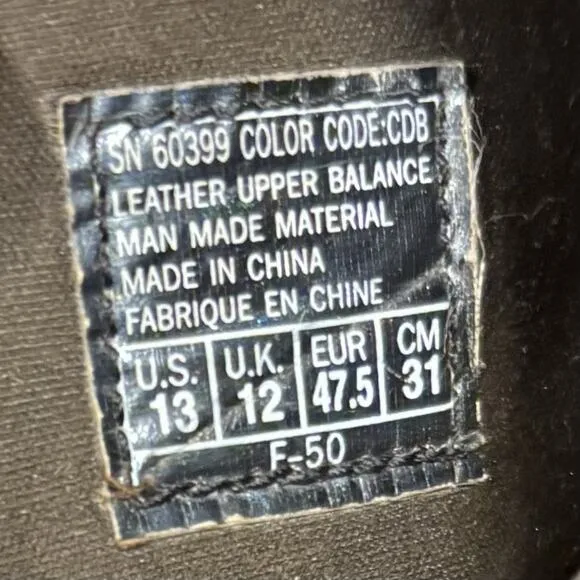 SN 60399 COLOR CODE:CDB
LEATHER UPPER BALANCE
MAN MADE MATERIAL
MADE IN CHINA
FABRIQUE EN CHINE
U.S. U.K. EUR CM
13 12 47.5 31
F-50